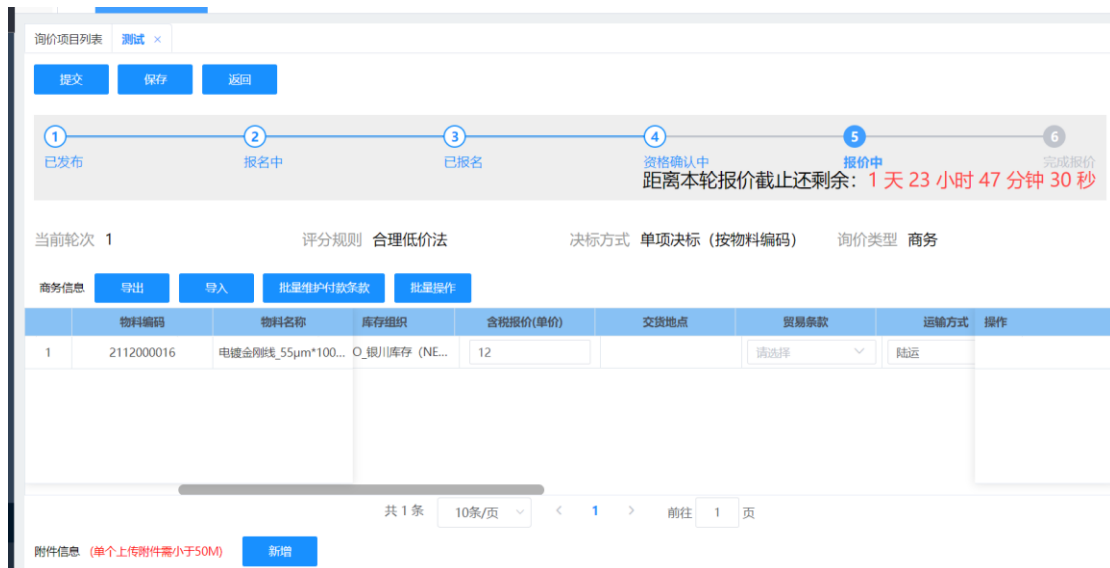 询价项目列表 测试 ×
提交 保存 返回
1 2 3 4 5 6
已发布 报名中 已报名 资格确认中 报价中 完成报价
距离本轮报价截止还剩余：1 天 23 小时 47 分钟 30 秒
当前轮次 1 评分规则 合理低价法 决标方式 单项决标（按物料编码） 询价类型 商务
商务信息 导出 导入 批量维护付款条款 批量操作
物料编码 物料名称 库存组织 含税报价(单价) 交货地点 贸易条款 运输方式 操作
1 2112000016 电镀金刚线_55μm*100... O_银川库存（NE... 12 请选择 陆运
共 1 条 10条/页 < 1 > 前往 1 页
附件信息 (单个上传附件需小于50M) 新增